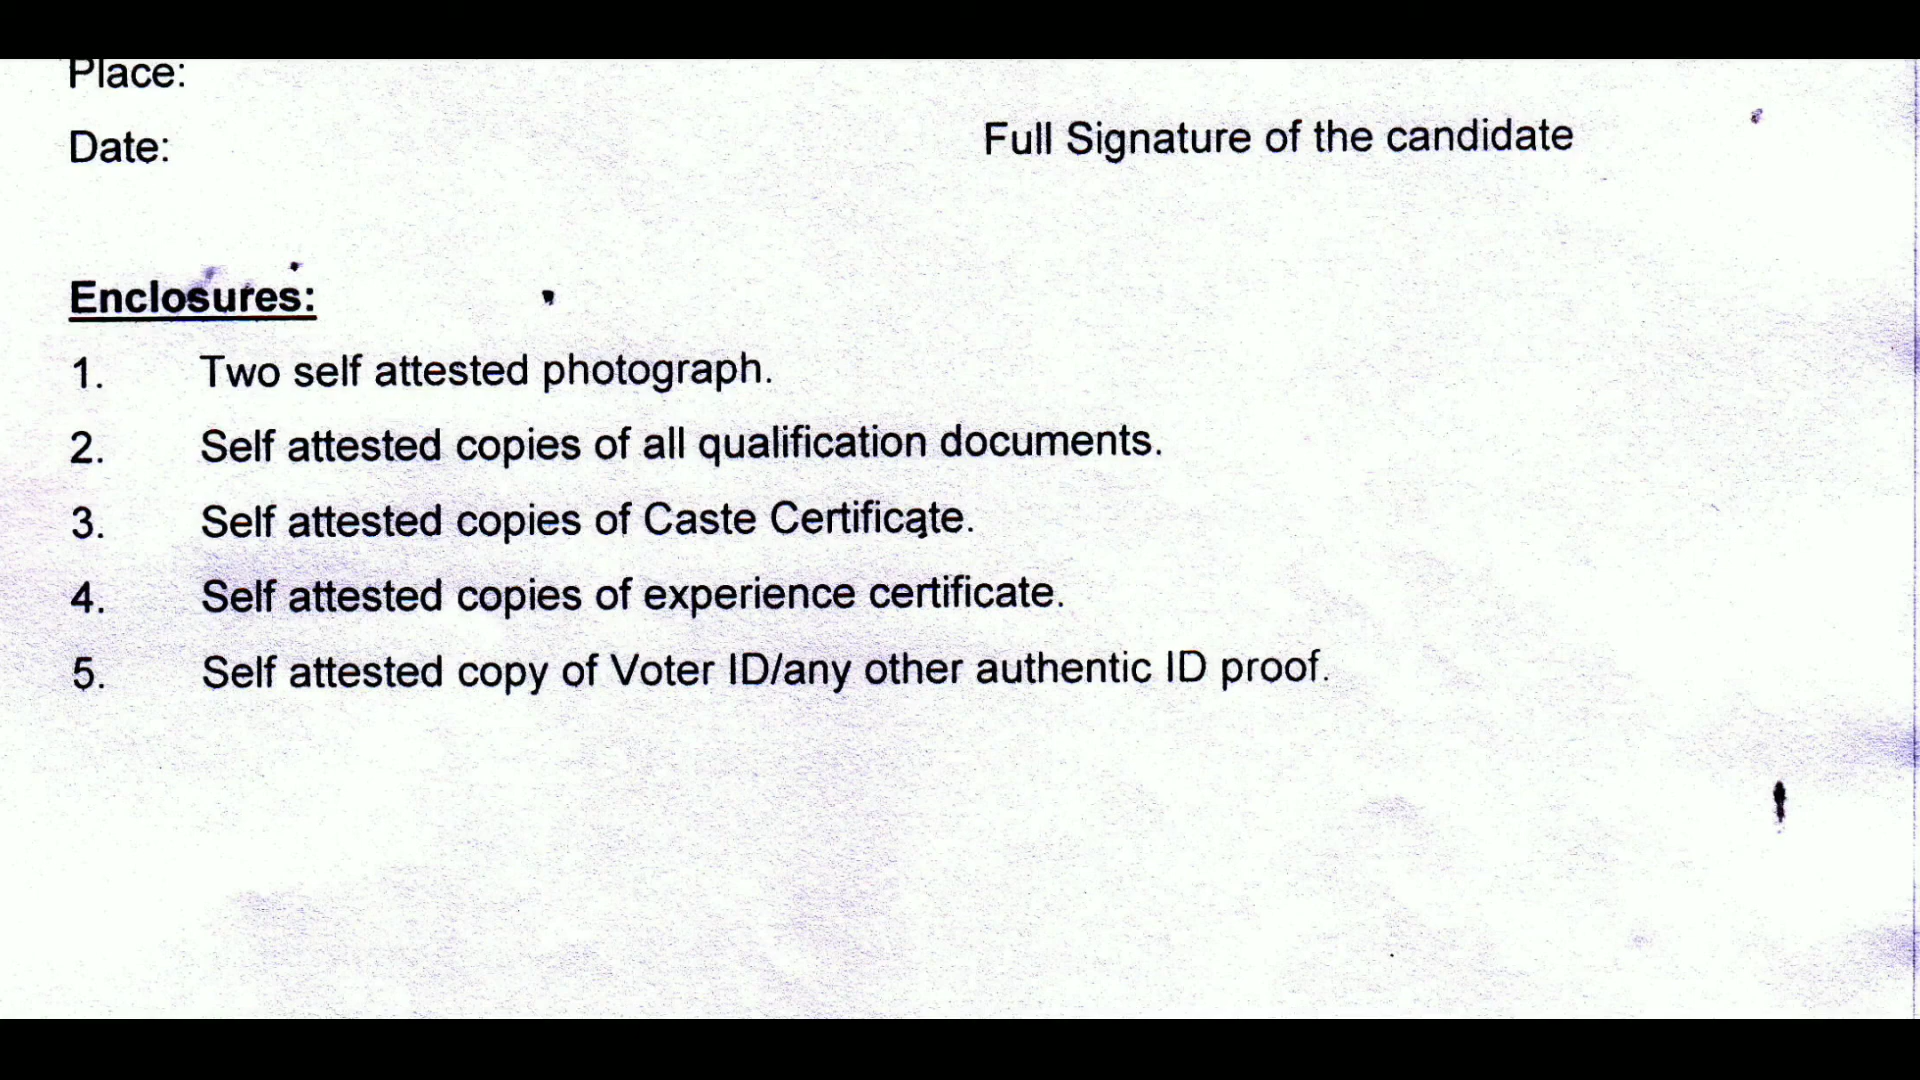 Place:
Date:
Full Signature of the candidate
Enclosures:
1. Two self attested photograph.
2. Self attested copies of all qualification documents.
3. Self attested copies of Caste Certificate.
4. Self attested copies of experience certificate.
5. Self attested copy of Voter ID/any other authentic ID proof.